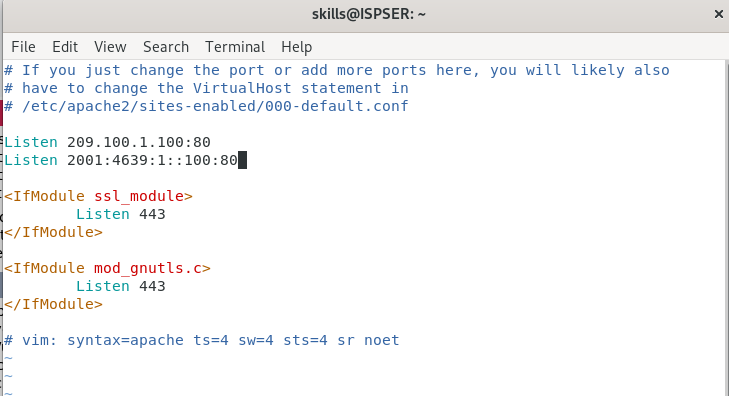 skills@ISPSER: ~
×
File Edit View Search Terminal Help
# If you just change the port or add more ports here, you will likely also
# have to change the VirtualHost statement in
# /etc/apache2/sites-enabled/000-default.conf
Listen 209.100.1.100:80
Listen 2001:4639:1::100:80
<IfModule ssl_module>
        Listen 443
</IfModule>
<IfModule mod_gnutls.c>
        Listen 443
</IfModule>
# vim: syntax=apache ts=4 sw=4 sts=4 sr noet
~
~
~